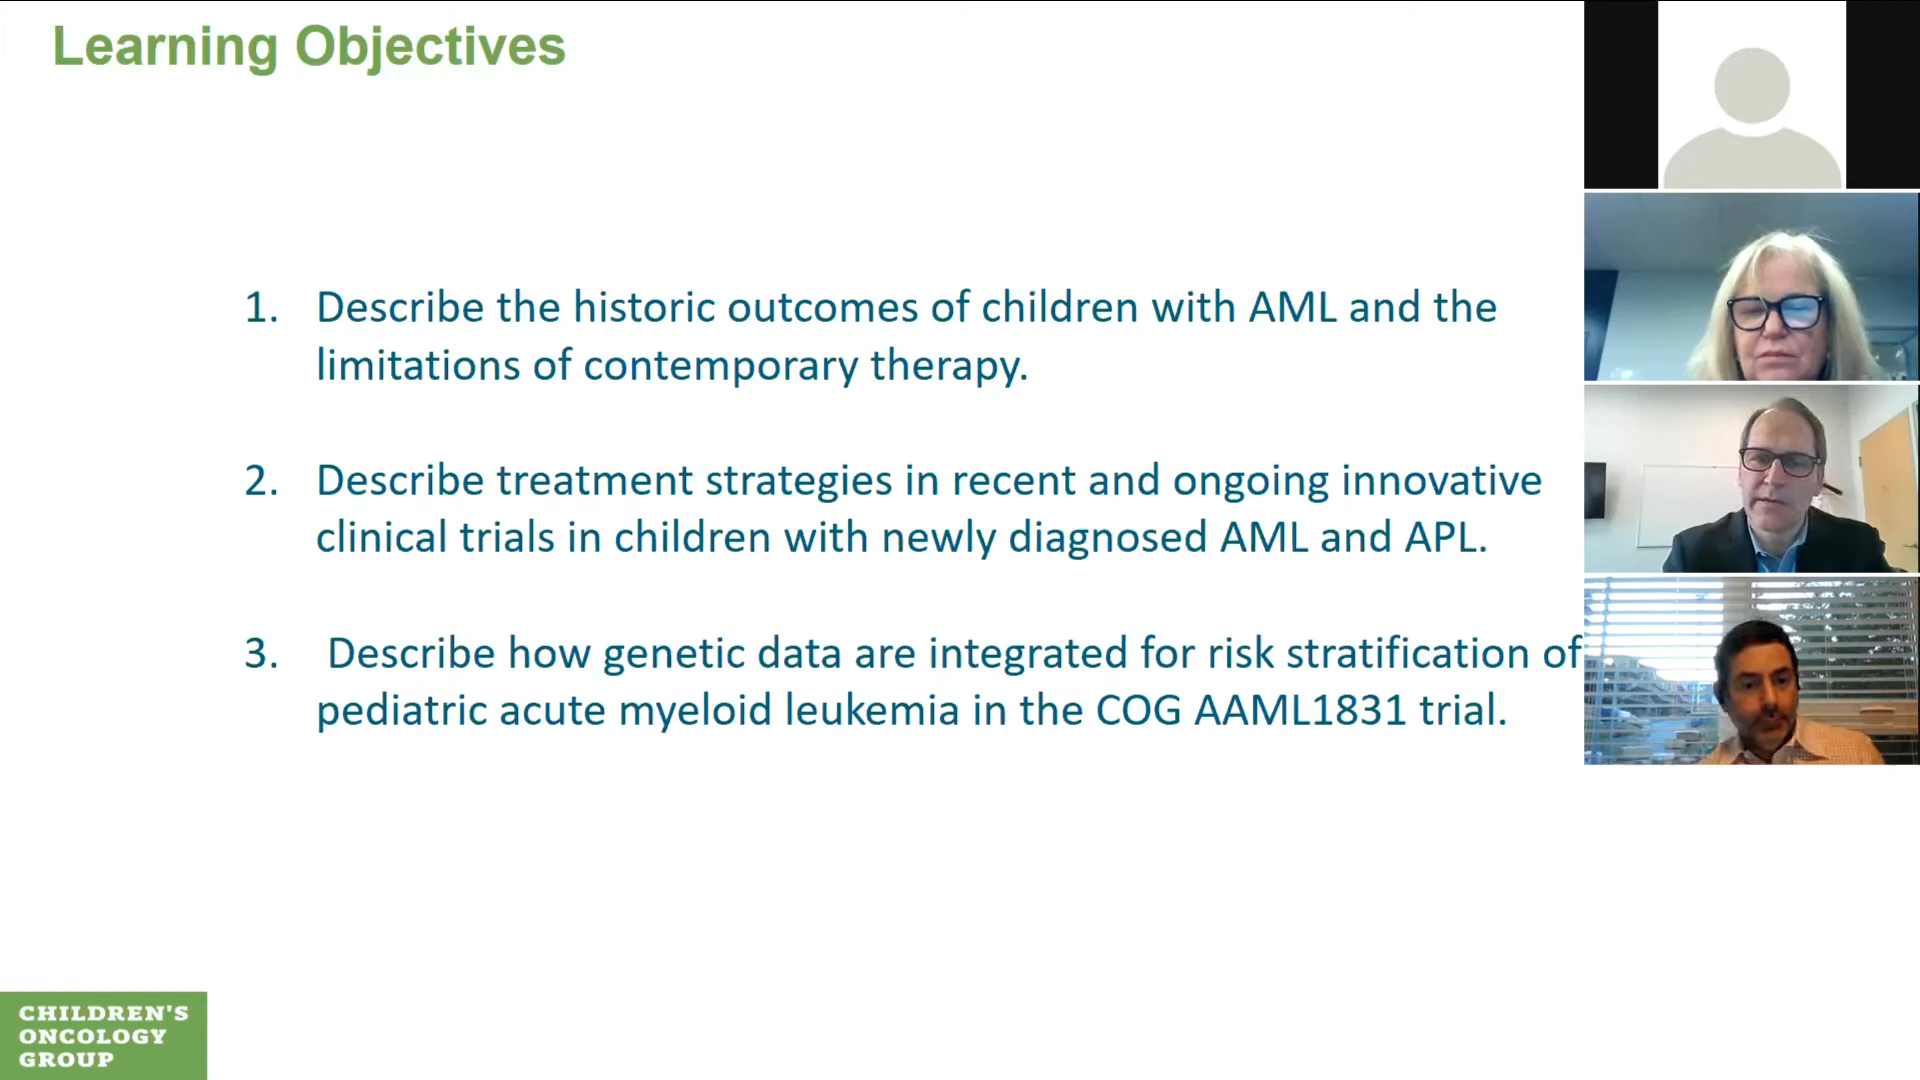 Learning Objectives
1. Describe the historic outcomes of children with AML and the
limitations of contemporary therapy.
2. Describe treatment strategies in recent and ongoing innovative
clinical trials in children with newly diagnosed AML and APL.
3. Describe how genetic data are integrated for risk stratification of
pediatric acute myeloid leukemia in the COG AAML1831 trial.
CHILDREN'S
ONCOLOGY
GROUP